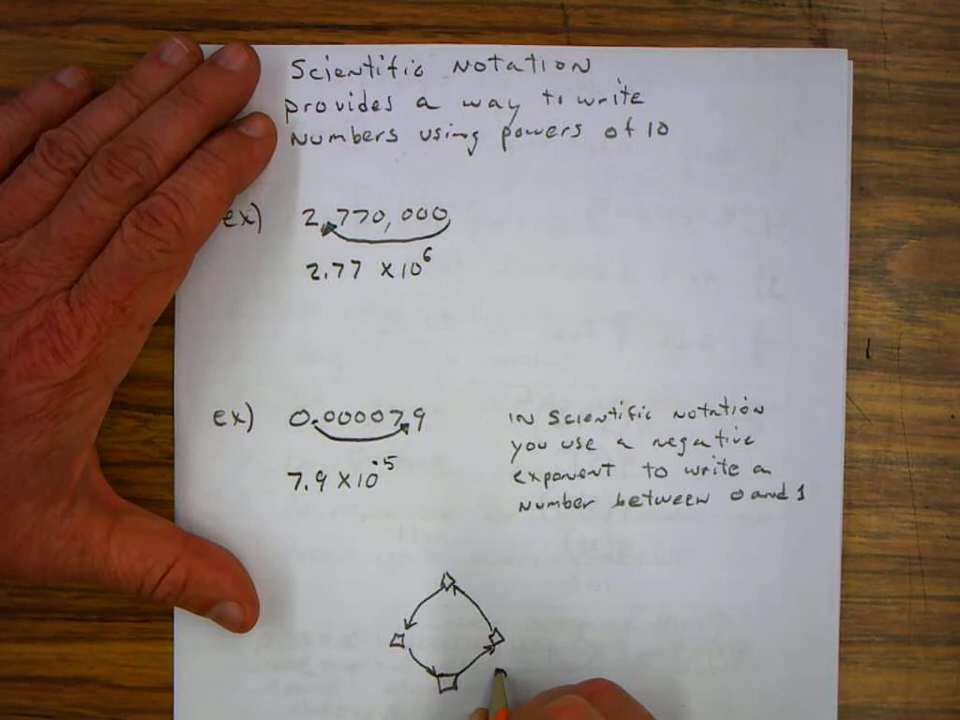 Scientific Notation
provides a way to write
Numbers using powers of 10
ex) 2,770,000
2.77 x 10^6
ex) 0.000079
7.9 x 10^-5
In scientific notation
you use a negative
exponent to write a
number between 0 and 1